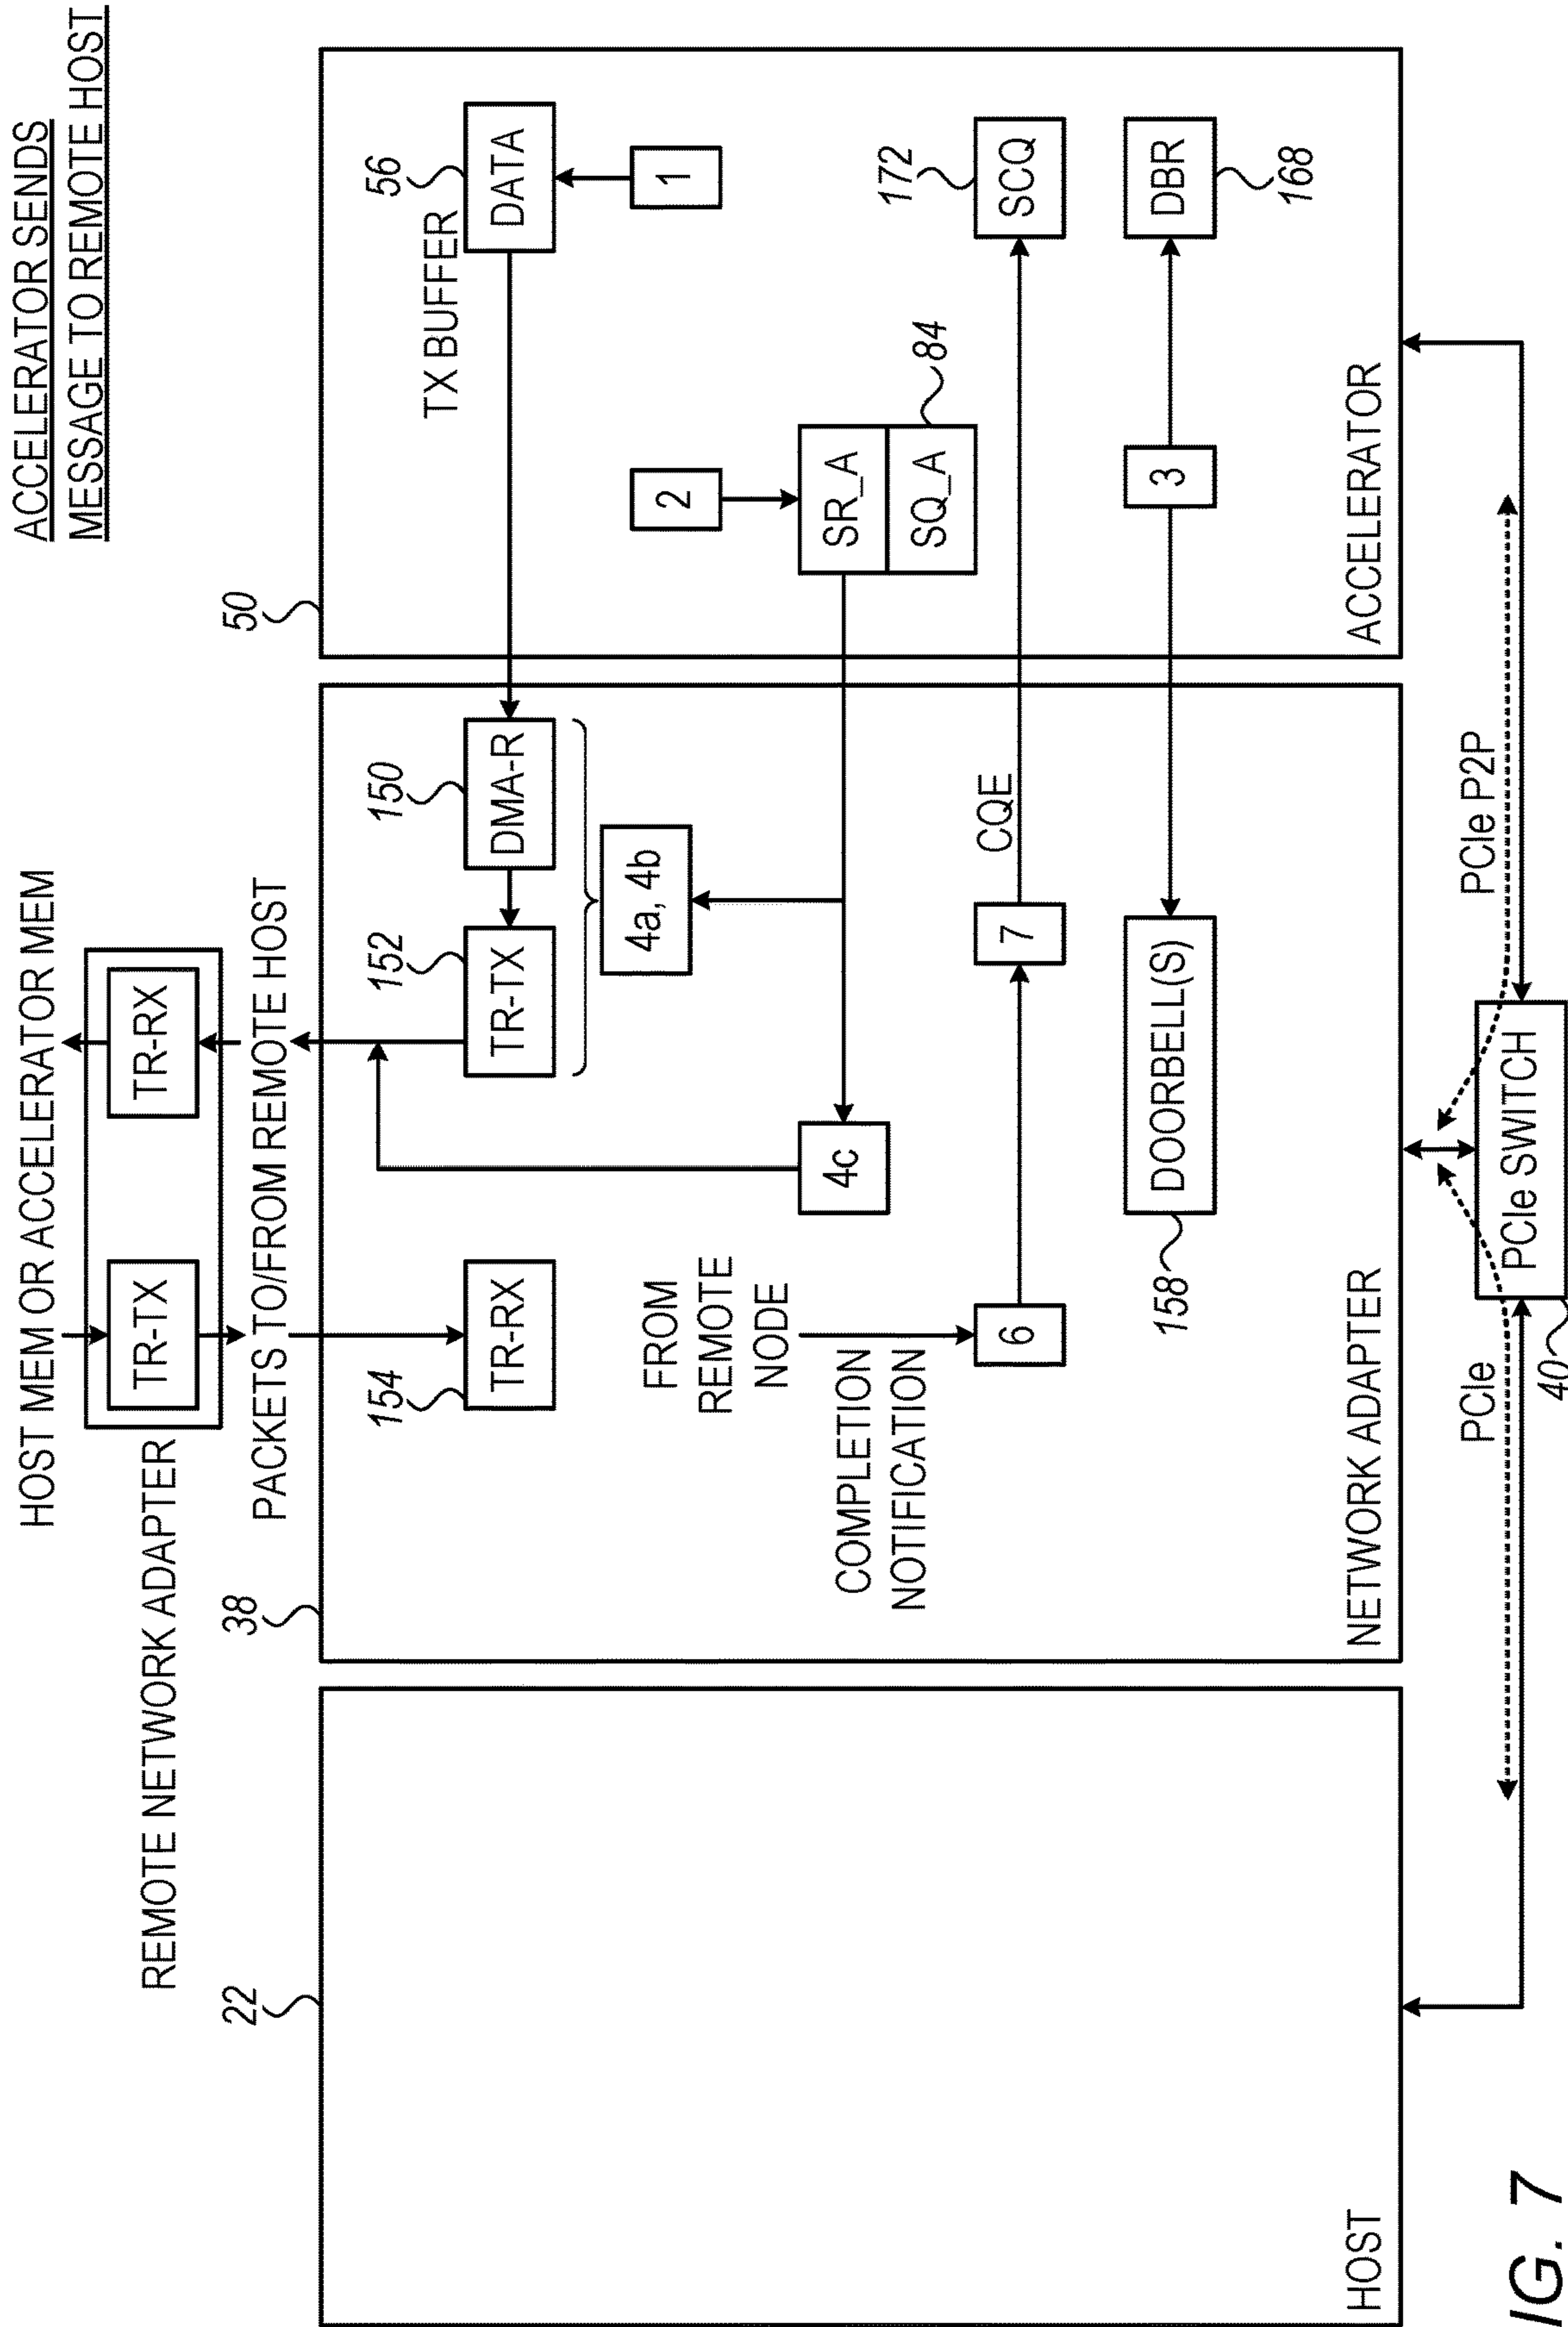 ACCELERATOR SENDS
MESSAGE TO REMOTE HOST
HOST MEM OR ACCELERATOR MEM
REMOTE NETWORK ADAPTER
TR-TX
TR-RX
PACKETS TO/FROM REMOTE HOST
22
HOST
38
154
TR-RX
152
TR-TX
150
DMA-R
4a, 4b
4c
FROM
REMOTE
NODE
COMPLETION
NOTIFICATION
6
7
CQE
158
DOORBELL(S)
NETWORK ADAPTER
50
TX BUFFER
56
DATA
1
2
SR_A
SQ_A
84
172
SCQ
3
DBR
168
ACCELERATOR
PCIe
PCIe P2P
PCIe SWITCH
40
IG. 7